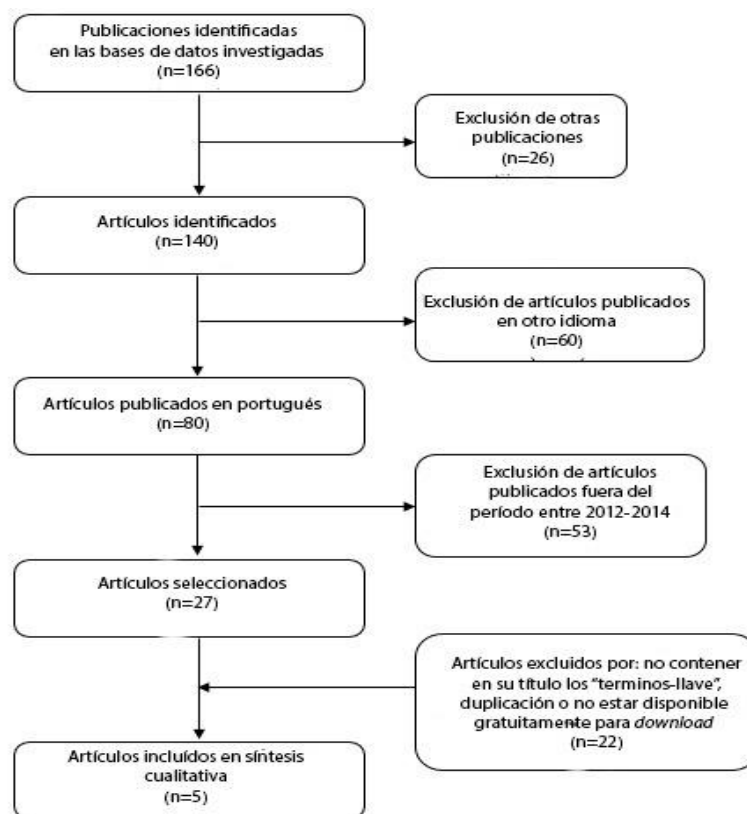 Publicaciones identificadas
en las bases de datos investigadas
(n=166)
Exclusión de otras
publicaciones
(n=26)
Artículos identificados
(n=140)
Exclusión de artículos publicados
en otro idioma
(n=60)
Artículos publicados en portugués
(n=80)
Exclusión de artículos
publicados fuera del
período entre 2012-2014
(n=53)
Artículos seleccionados
(n=27)
Artículos excluidos por: no contener
en su título los “terminos-llave”,
duplicación o no estar disponible
gratuitamente para download
(n=22)
Artículos incluídos en síntesis
cualitativa
(n=5)